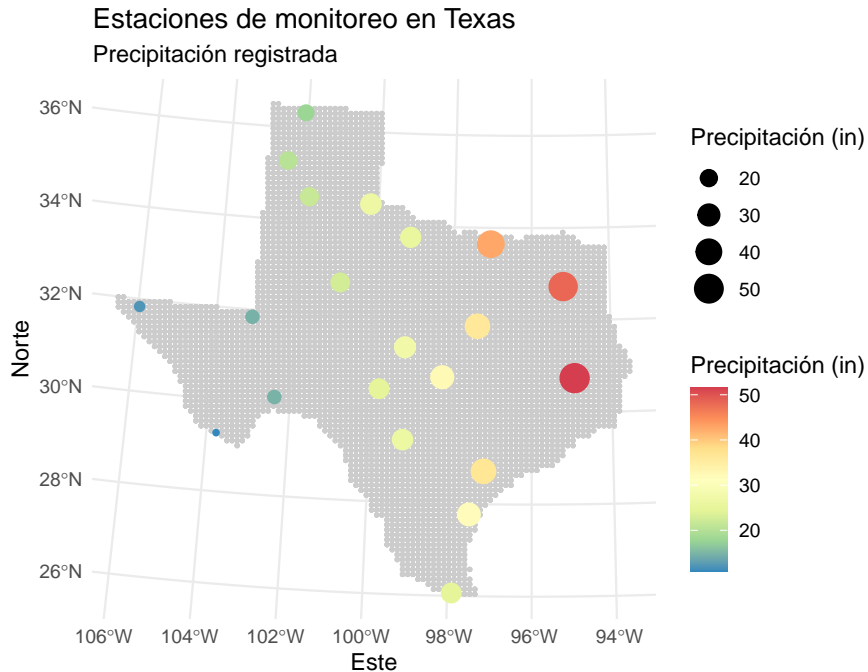 Estaciones de monitoreo en Texas
Precipitación registrada
36°N
34°N
32°N
30°N
28°N
26°N
Norte
106°W
104°W
102°W
100°W
98°W
96°W
94°W
Este
Precipitación (in)
20
30
40
50
Precipitación (in)
50
40
30
20